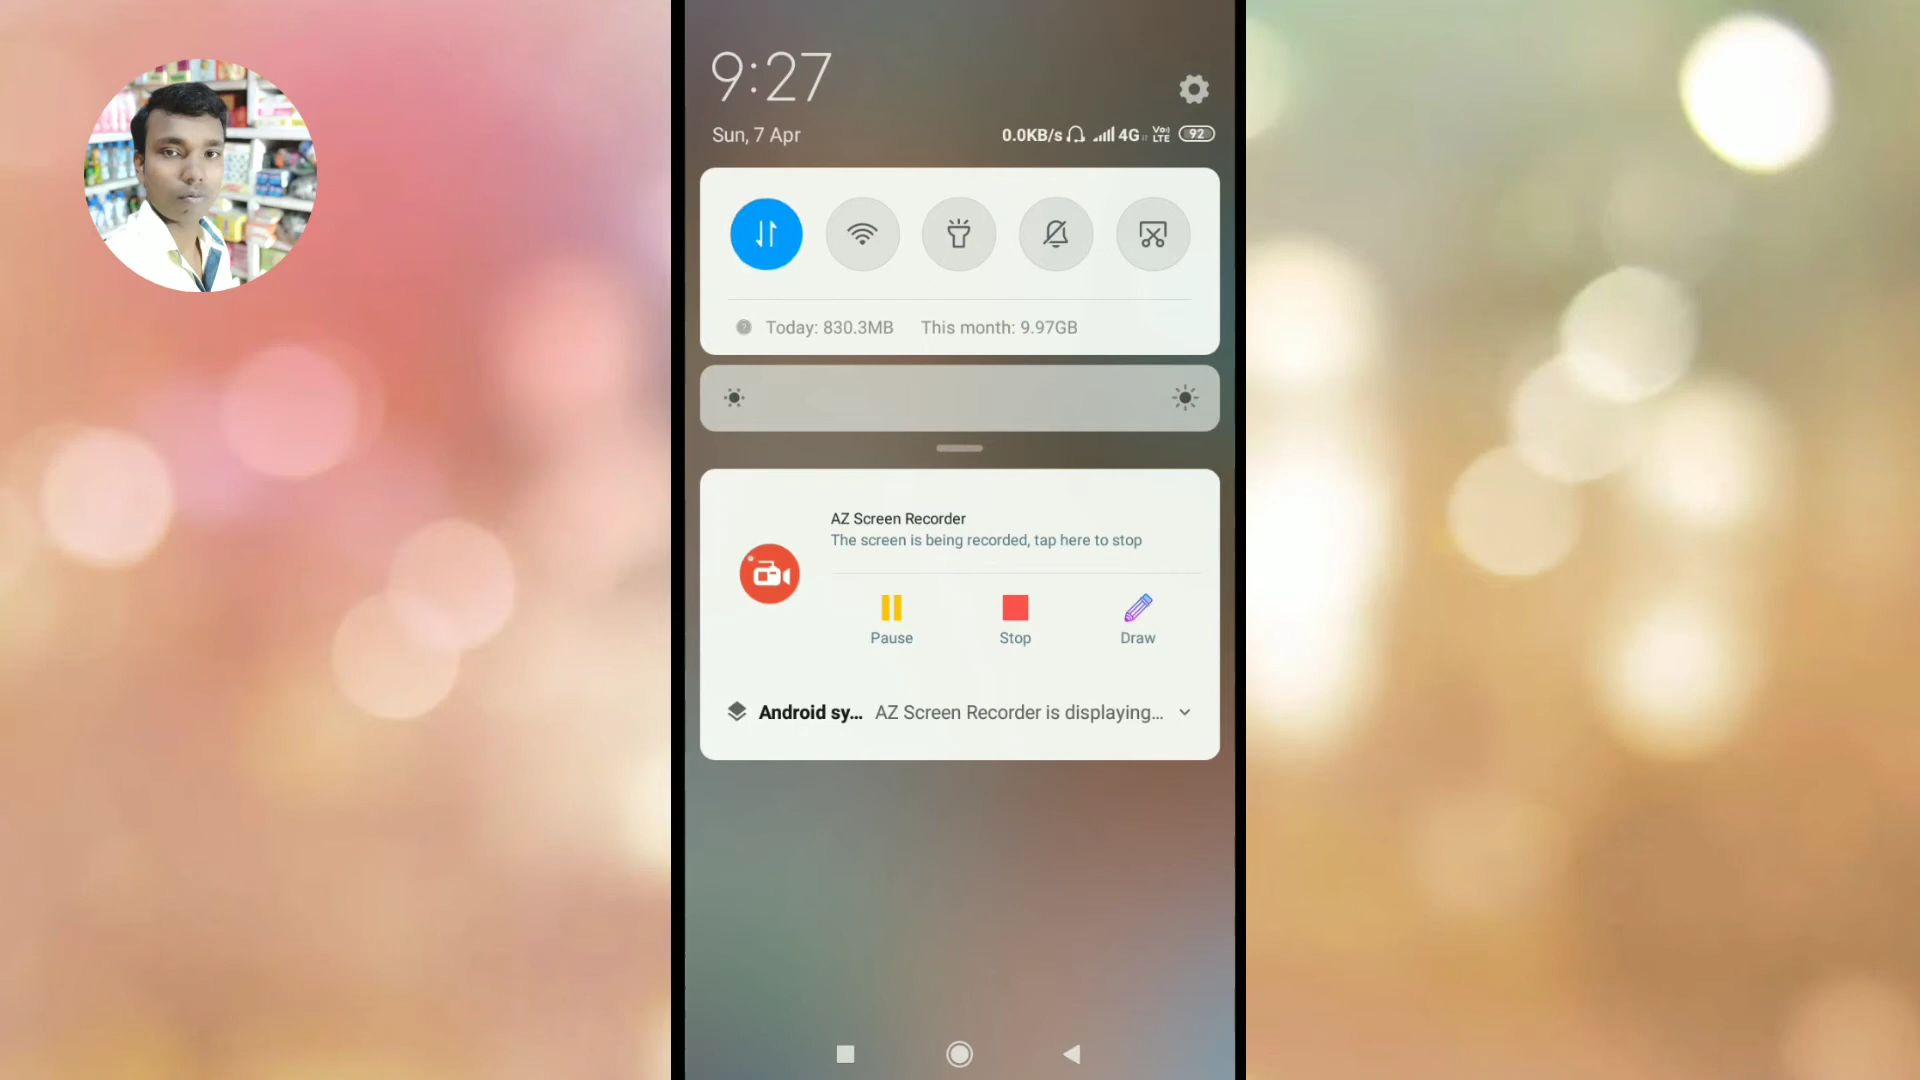 9:27
Sun, 7 Apr
0.0KB/s 4G Vo) LTE 92
Today: 830.3MB This month: 9.97GB
AZ Screen Recorder
The screen is being recorded, tap here to stop
Pause Stop Draw
Android sy... AZ Screen Recorder is displaying...